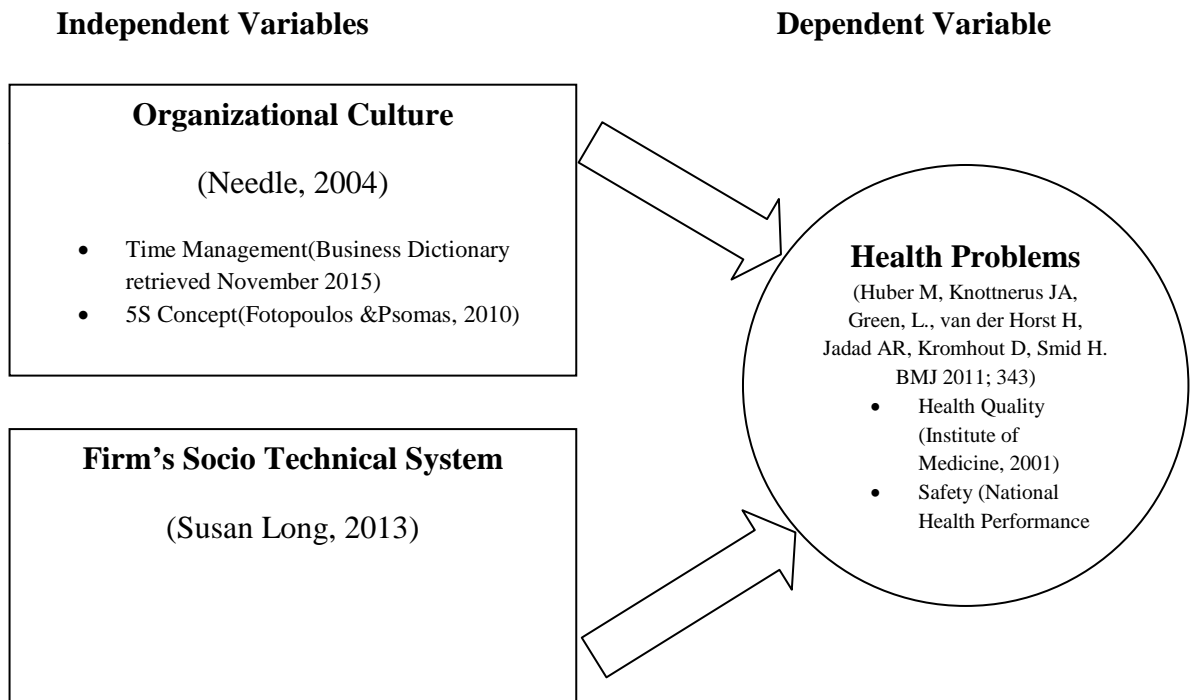 Independent Variables
Dependent Variable
Organizational Culture
(Needle, 2004)
• Time Management(Business Dictionary
retrieved November 2015)
• 5S Concept(Fotopoulos &Psomas, 2010)
Firm’s Socio Technical System
(Susan Long, 2013)
Health Problems
(Huber M, Knottnerus JA,
Green, L., van der Horst H,
Jadad AR, Kromhout D, Smid H.
BMJ 2011; 343)
• Health Quality
(Institute of
Medicine, 2001)
• Safety (National
Health Performance